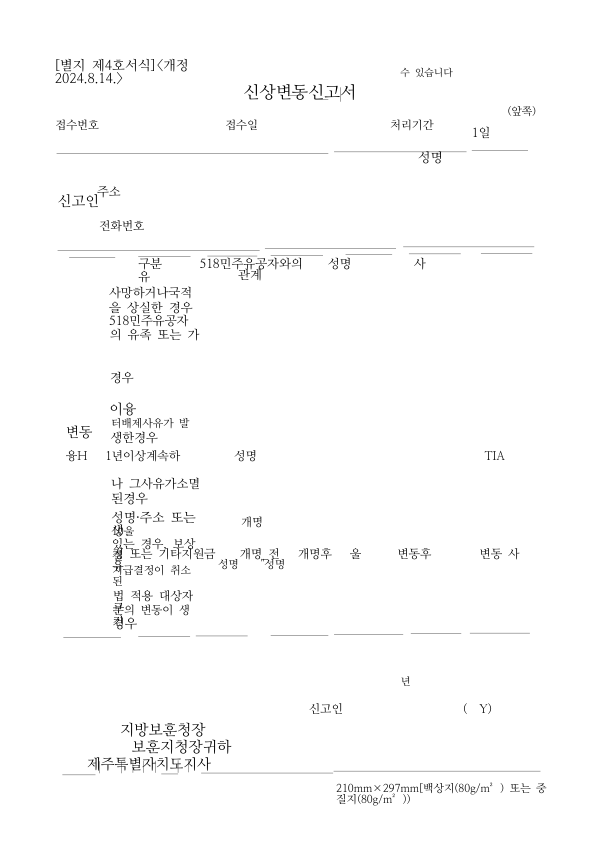 [별지 제4호서식]〈개정
2024.8.14.〉
수 있습니다
신상변동신고서
(앞쪽)
접수번호 접수일 처리기간
1일
성명
주소
신고인
전화번호
구분 518민주유공자와의 성명 사
유 관계
사망하거나국적
을 상실한 경우
518민주유공자
의 유족 또는 가
경우
이용
터배제사유가 발
변동
생한경우
용H 1년이상계속하 성명 TIA
나 그사유가소멸
된경우
성명·주소 또는
개명
있는 경우, 보상
또는 기타지원금 개명 전 개명후 울 변동후 변동 사
성명 성명
지급결정이 취소
된
법 적용 대상자
분의 변동이 생
경우
년
신고인 ( Y)
지방보훈청장
보훈지청장귀하
제주특별자치도지사
210mm×297mm[백상지(80g/m² ) 또는 중
질지(80g/m² ))